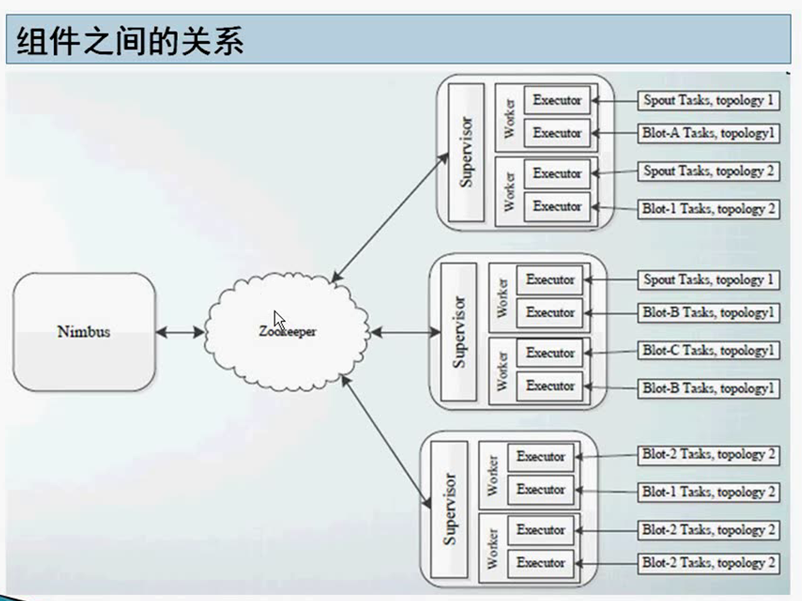 组件之间的关系
Nimbus
Zookeeper
Supervisor
Worker
Executor
Spout Tasks, topology 1
Executor
Blot-A Tasks, topology1
Worker
Executor
Spout Tasks, topology 2
Executor
Blot-1 Tasks, topology 2
Supervisor
Worker
Executor
Spout Tasks, topology 1
Executor
Blot-B Tasks, topology1
Worker
Executor
Blot-C Tasks, topology1
Executor
Blot-B Tasks, topology1
Supervisor
Worker
Executor
Blot-2 Tasks, topology 2
Executor
Blot-1 Tasks, topology 2
Worker
Executor
Blot-2 Tasks, topology 2
Executor
Blot-2 Tasks, topology 2